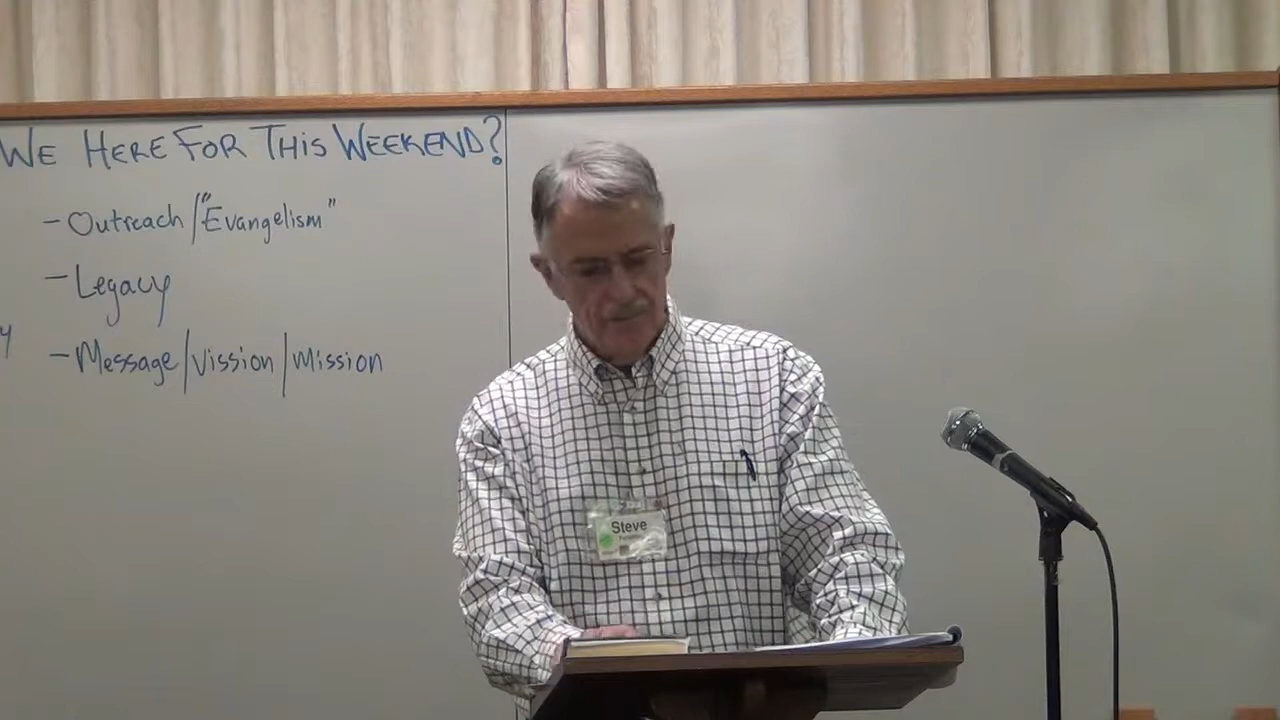 WE HERE FOR THIS WEEKEND?
- Outreach / "Evangelism"
- Legacy
y
- Message / Vission / Mission
Steve